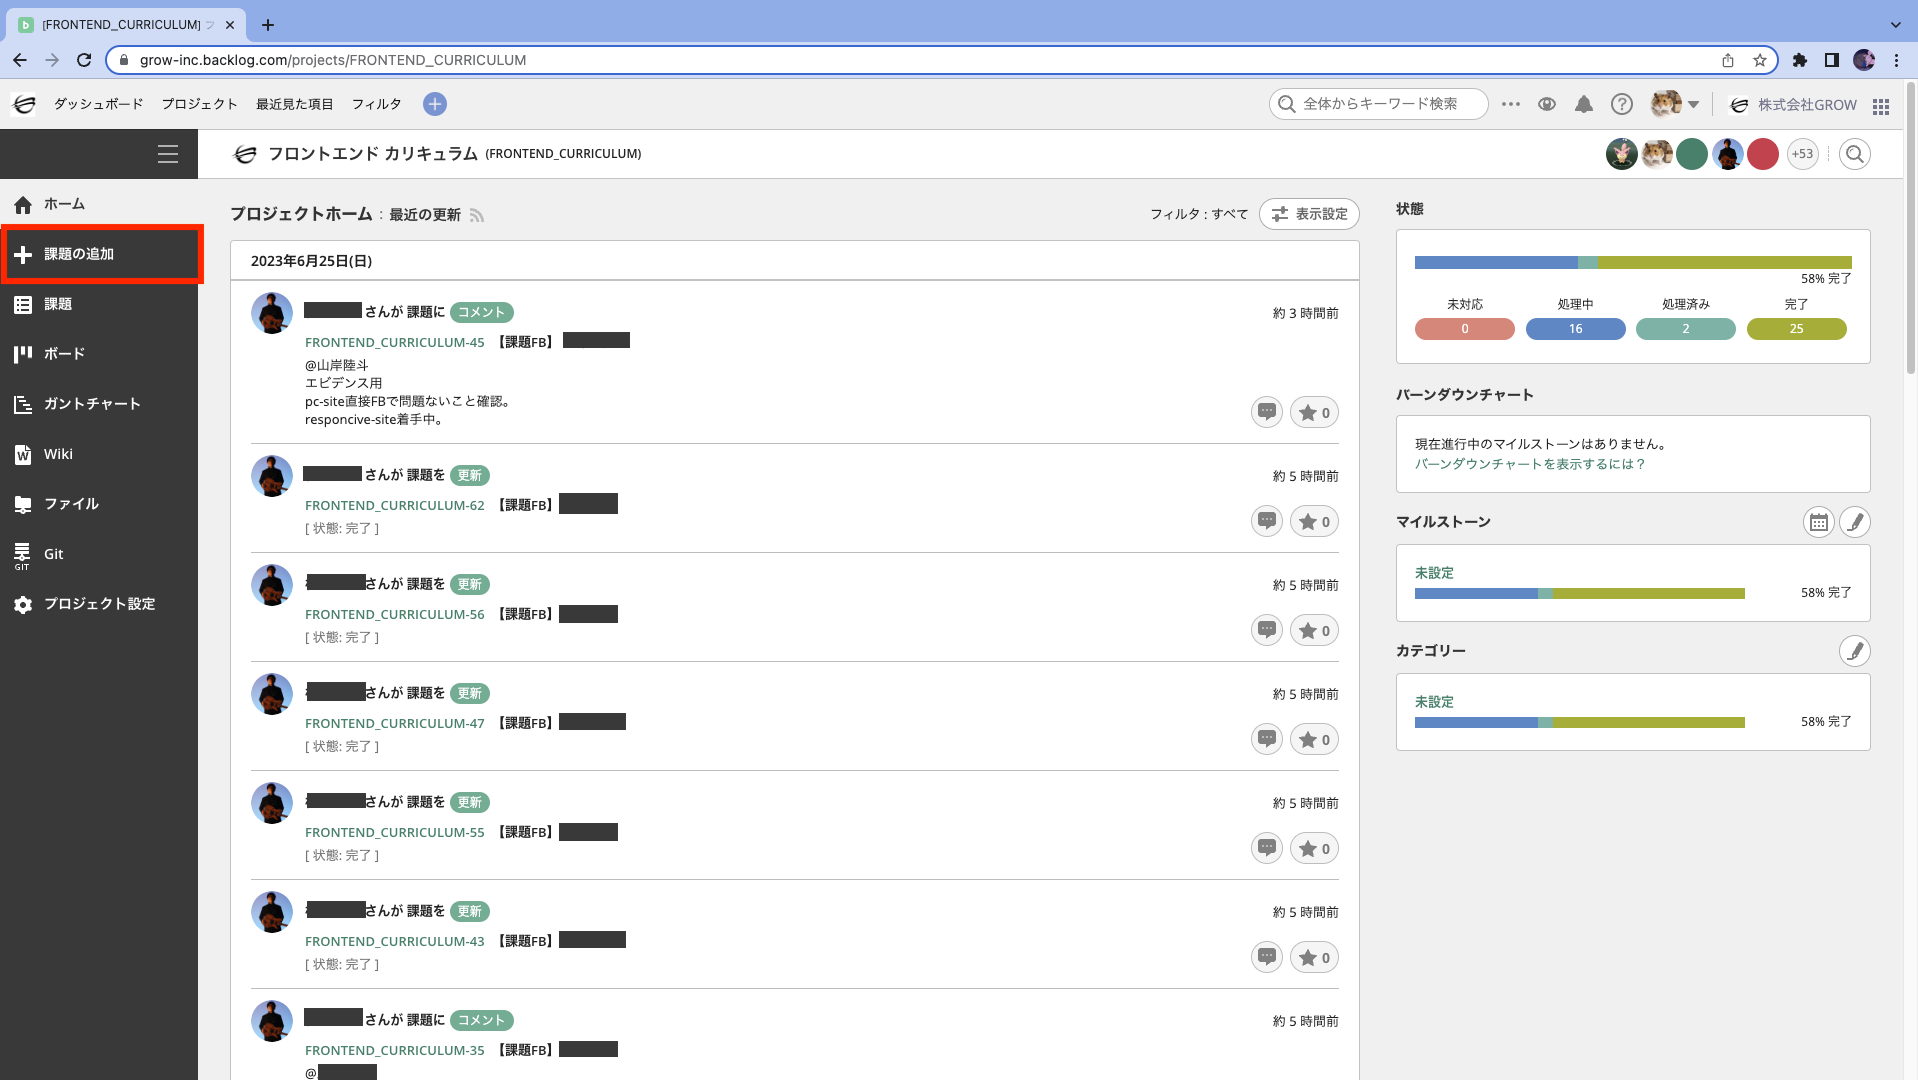 [FRONTEND_CURRICULUM] フ
grow-inc.backlog.com/projects/FRONTEND_CURRICULUM
ダッシュボード プロジェクト 最近見た項目 フィルタ
全体からキーワード検索
株式会社GROW
フロントエンド カリキュラム (FRONTEND_CURRICULUM)
+53
ホーム
課題の追加
課題
ボード
ガントチャート
Wiki
ファイル
GIT Git
プロジェクト設定
プロジェクトホーム : 最近の更新
フィルタ : すべて 表示設定
2023年6月25日(日)
さんが 課題に コメント 約 3 時間前
FRONTEND_CURRICULUM-45 【課題FB】
@山岸陸斗
エビデンス用
pc-site直接FBで問題ないこと確認。
responcive-site着手中。
0
さんが 課題を 更新 約 5 時間前
FRONTEND_CURRICULUM-62 【課題FB】
[ 状態: 完了 ]
0
さんが 課題を 更新 約 5 時間前
FRONTEND_CURRICULUM-56 【課題FB】
[ 状態: 完了 ]
0
さんが 課題を 更新 約 5 時間前
FRONTEND_CURRICULUM-47 【課題FB】
[ 状態: 完了 ]
0
さんが 課題を 更新 約 5 時間前
FRONTEND_CURRICULUM-55 【課題FB】
[ 状態: 完了 ]
0
さんが 課題を 更新 約 5 時間前
FRONTEND_CURRICULUM-43 【課題FB】
[ 状態: 完了 ]
0
さんが 課題に コメント 約 5 時間前
FRONTEND_CURRICULUM-35 【課題FB】
@
状態
58% 完了
未対応 処理中 処理済み 完了
0 16 2 25
バーンダウンチャート
現在進行中のマイルストーンはありません。
バーンダウンチャートを表示するには？
マイルストーン
未設定
58% 完了
カテゴリー
未設定
58% 完了